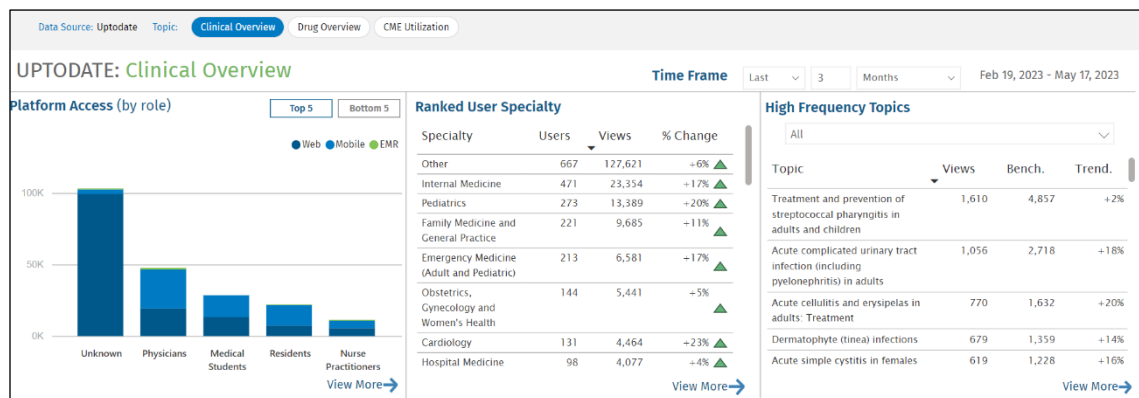 Data Source: Uptodate Topic: Clinical Overview Drug Overview CME Utilization
UPTODATE: Clinical Overview
Time Frame Last 3 Months Feb 19, 2023 - May 17, 2023
Platform Access (by role) Top 5 Bottom 5
Web Mobile EMR
100K
50K
0K
Unknown Physicians Medical Students Residents Nurse Practitioners
View More
Ranked User Specialty
Specialty Users Views % Change
Other 667 127,621 +6%
Internal Medicine 471 23,354 +17%
Pediatrics 273 13,389 +20%
Family Medicine and 221 9,685 +11%
General Practice
Emergency Medicine 213 6,581 +17%
(Adult and Pediatric)
Obstetrics, 144 5,441 +5%
Gynecology and
Women's Health
Cardiology 131 4,464 +23%
Hospital Medicine 98 4,077 +4%
View More
High Frequency Topics
All
Topic Views Bench. Trend.
Treatment and prevention of 1,610 4,857 +2%
streptococcal pharyngitis in
adults and children
Acute complicated urinary tract 1,056 2,718 +18%
infection (including
pyelonephritis) in adults
Acute cellulitis and erysipelas in 770 1,632 +20%
adults: Treatment
Dermatophyte (tinea) infections 679 1,359 +14%
Acute simple cystitis in females 619 1,228 +16%
View More